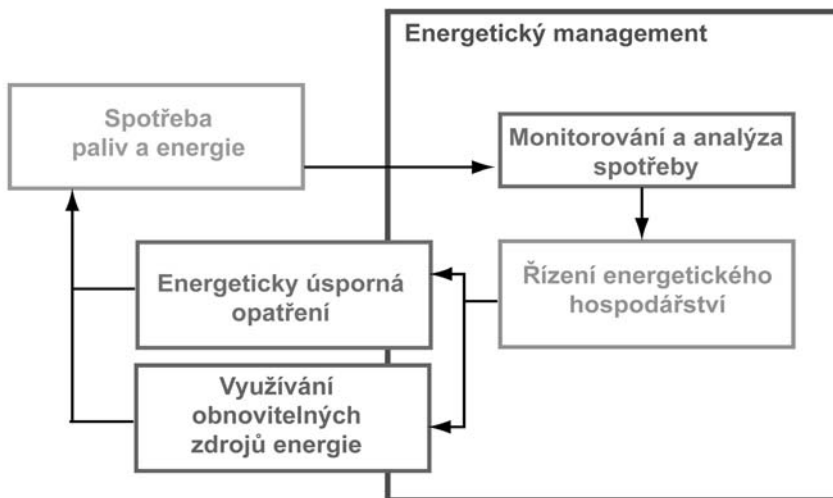 Energetický management
Spotřeba
paliv a energie
Monitorování a analýza
spotřeby
Řízení energetického
hospodářství
Energeticky úsporná
opatření
Využívání
obnovitelných
zdrojů energie